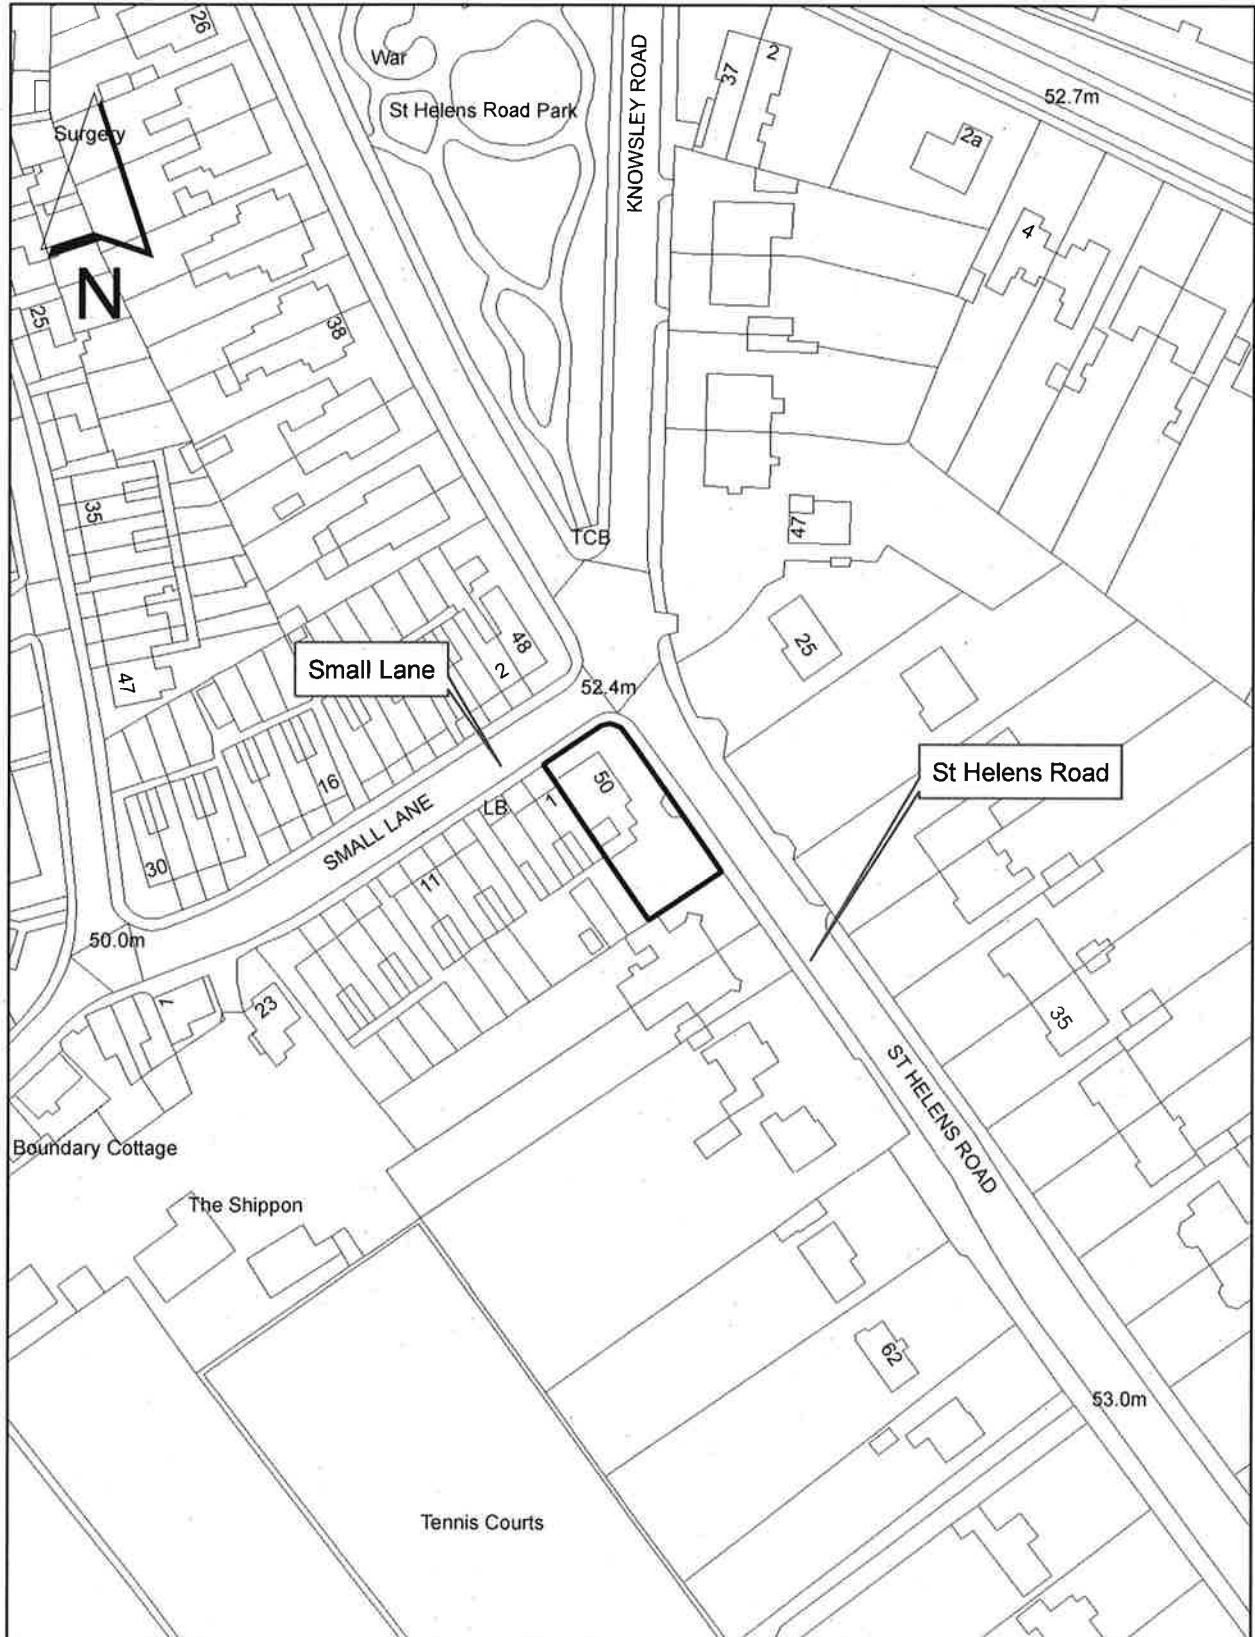 26
War
KNOWSLEY ROAD
37
2
St Helens Road Park
52.7m
Surgery
2a
4
N
25
38
35
47
TCB
25
48
2
Small Lane
47
52.4m
St Helens Road
50
16
1
LB
SMALL LANE
30
11
50.0m
7
23
35
ST HELENS ROAD
Boundary Cottage
The Shippon
62
53.0m
Tennis Courts